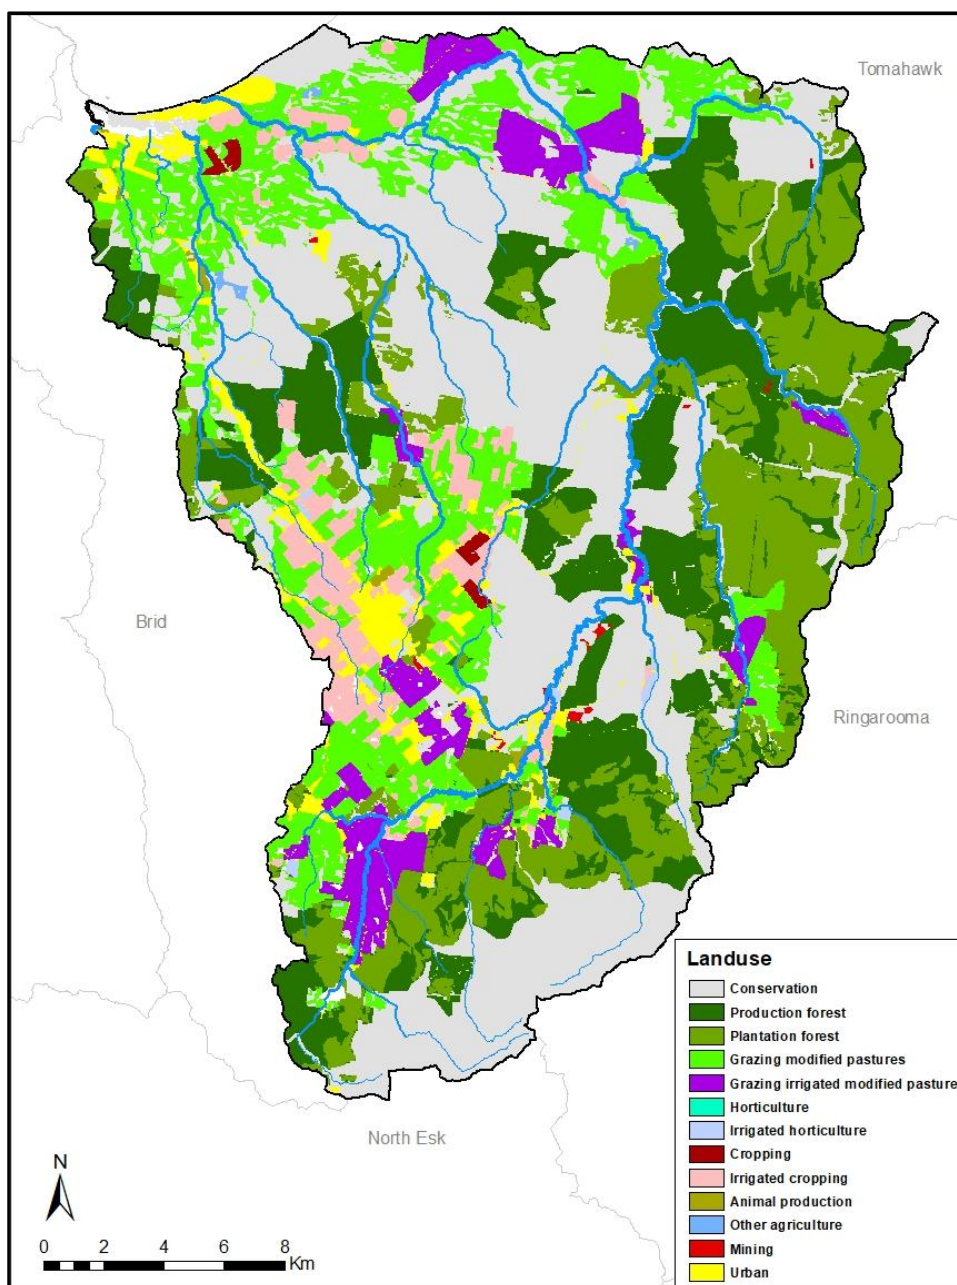 Tomahawk
Brid
Ringarooma
North Esk
N
0 2 4 6 8
Km
Landuse
Conservation
Production forest
Plantation forest
Grazing modified pastures
Grazing irrigated modified pasture
Horticulture
Irrigated horticulture
Cropping
Irrigated cropping
Animal production
Other agriculture
Mining
Urban